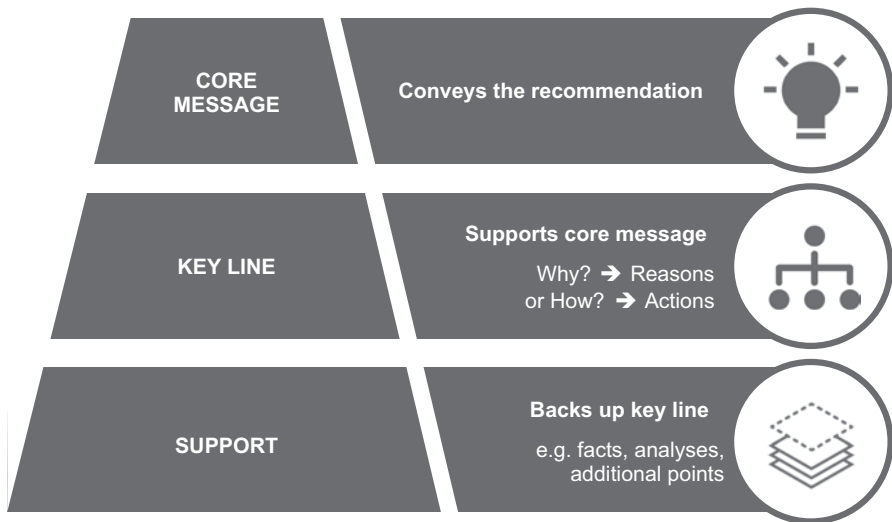 CORE
MESSAGE
Conveys the recommendation
KEY LINE
Supports core message
Why? ➔ Reasons
or How? ➔ Actions
SUPPORT
Backs up key line
e.g. facts, analyses,
additional points